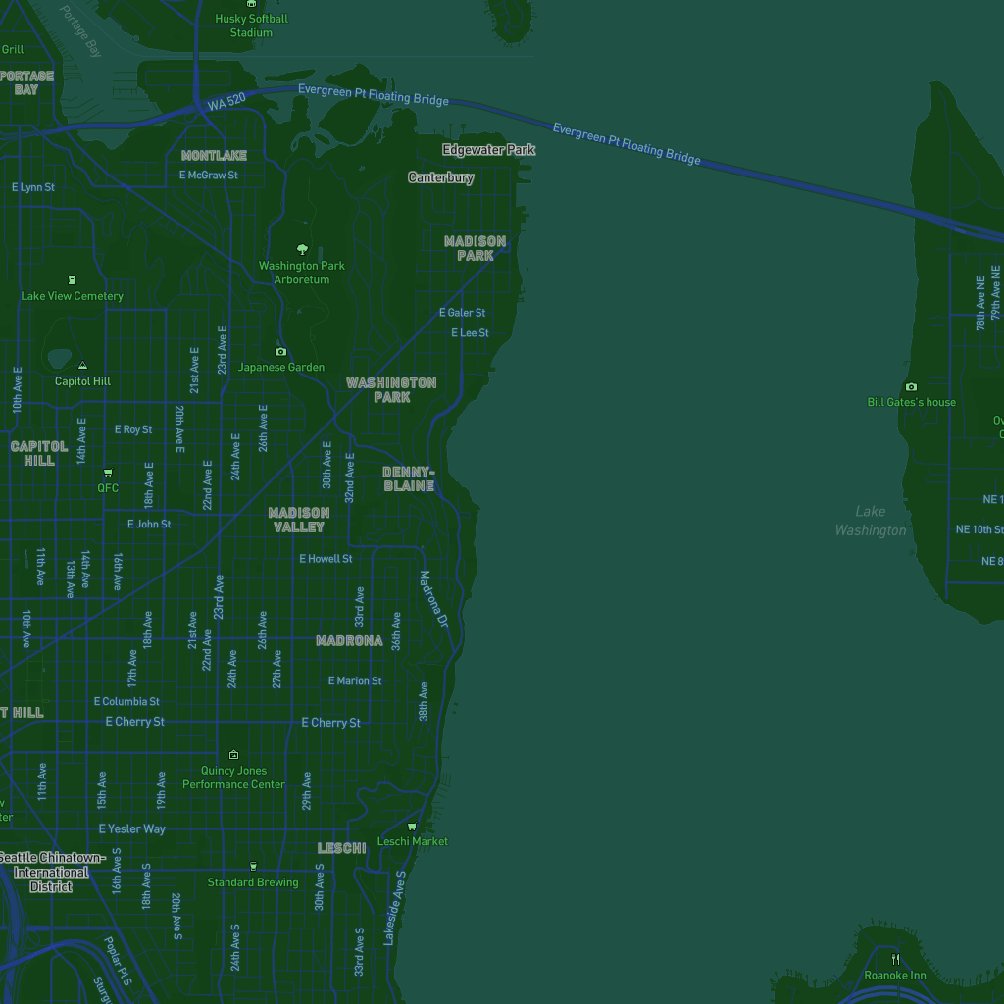 Husky Softball
Stadium
Portage Bay
Grill
PORTAGE
BAY
WA 520
Evergreen Pt Floating Bridge
Evergreen Pt Floating Bridge
Edgewater Park
MONTLAKE
E McGraw St
Canterbury
E Lynn St
MADISON
PARK
Washington Park
Arboretum
Lake View Cemetery
78th Ave NE
79th Ave NE
E Galer St
E Lee St
23rd Ave E
21st Ave E
Japanese Garden
Capitol Hill
10th Ave E
WASHINGTON
PARK
Bill Gates's house
20th Ave E
26th Ave E
14th Ave E
E Roy St
CAPITOL
HILL
24th Ave E
30th Ave E
32nd Ave E
DENNY-
BLAINE
QFC
18th Ave E
22nd Ave E
NE 1
MADISON
VALLEY
Lake
Washington
E John St
NE 10th St
E Howell St
NE 8
11th Ave
13th Ave
14th Ave
16th Ave
23rd Ave
33rd Ave
Madrona Dr
10th Ave
18th Ave
21st Ave
22nd Ave
26th Ave
36th Ave
MADRONA
17th Ave
24th Ave
27th Ave
E Marion St
38th Ave
E Columbia St
T HILL
E Cherry St
E Cherry St
Quincy Jones
Performance Center
11th Ave
15th Ave
19th Ave
29th Ave
ter
E Yesler Way
LESCHI
Leschi Market
Seattle Chinatown-
International
District
16th Ave S
18th Ave S
20th Ave S
Standard Brewing
30th Ave S
Lakeside Ave S
24th Ave S
33rd Ave S
Poplar Pl S
Sturgu
Roanoke Inn